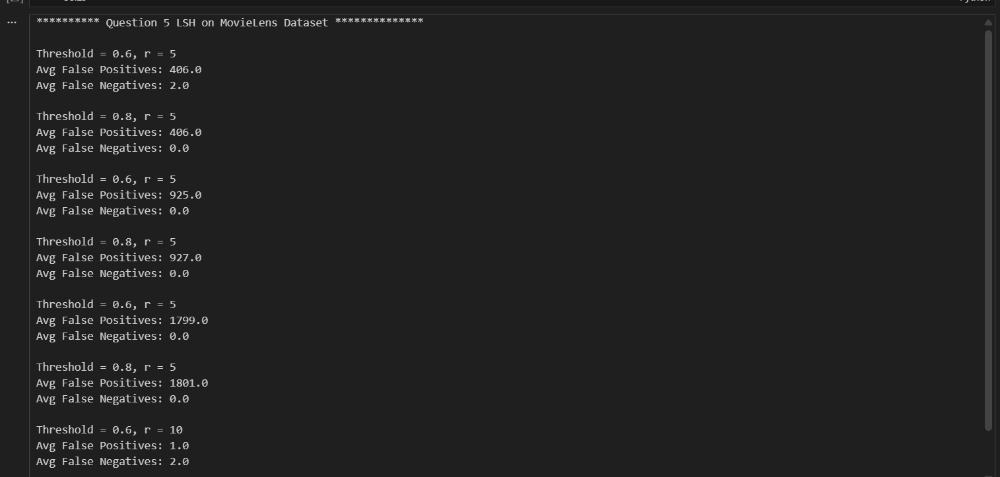 ...
********** Question 5 LSH on MovieLens Dataset **************
Threshold = 0.6, r = 5
Avg False Positives: 406.0
Avg False Negatives: 2.0
Threshold = 0.8, r = 5
Avg False Positives: 406.0
Avg False Negatives: 0.0
Threshold = 0.6, r = 5
Avg False Positives: 925.0
Avg False Negatives: 0.0
Threshold = 0.8, r = 5
Avg False Positives: 927.0
Avg False Negatives: 0.0
Threshold = 0.6, r = 5
Avg False Positives: 1799.0
Avg False Negatives: 0.0
Threshold = 0.8, r = 5
Avg False Positives: 1801.0
Avg False Negatives: 0.0
Threshold = 0.6, r = 10
Avg False Positives: 1.0
Avg False Negatives: 2.0